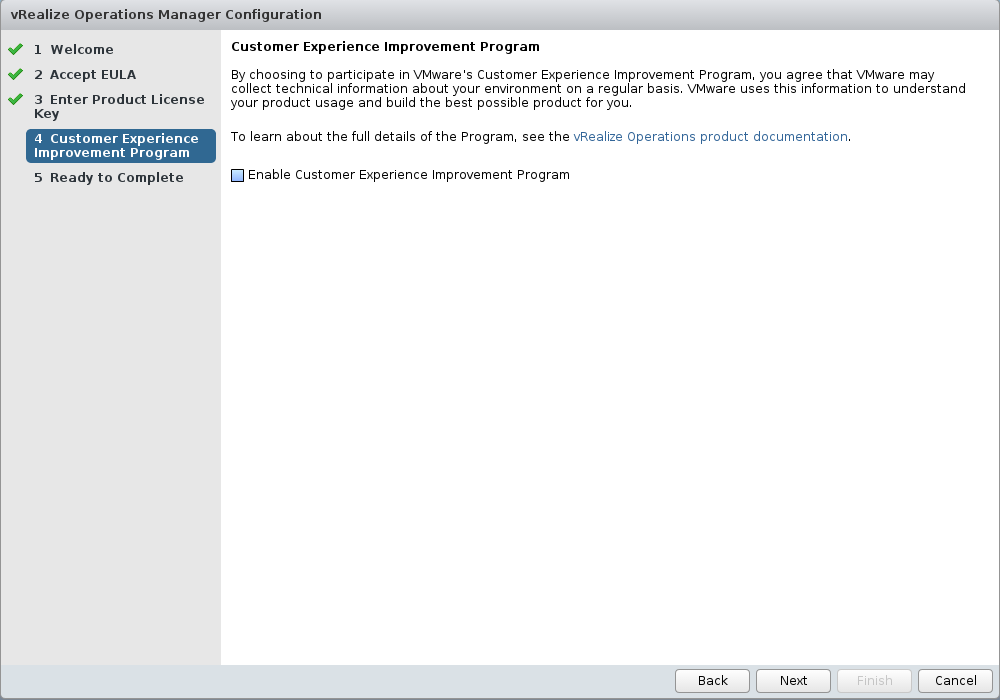 vRealize Operations Manager Configuration
1 Welcome
2 Accept EULA
3 Enter Product License
Key
4 Customer Experience
Improvement Program
5 Ready to Complete
Customer Experience Improvement Program
By choosing to participate in VMware's Customer Experience Improvement Program, you agree that VMware may
collect technical information about your environment on a regular basis. VMware uses this information to understand
your product usage and build the best possible product for you.
To learn about the full details of the Program, see the vRealize Operations product documentation.
Enable Customer Experience Improvement Program
Back Next Finish Cancel